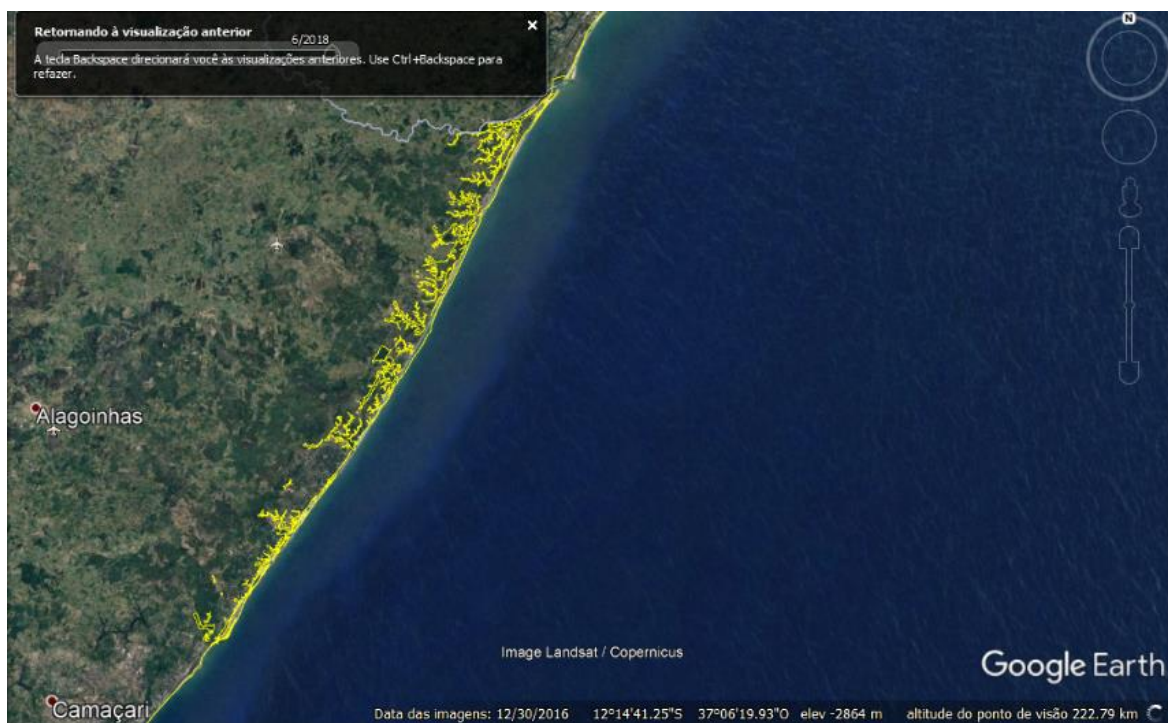 Retornando à visualização anterior
6/2018
A tecla Backspace direcionará você às visualizações anteriores. Use Ctrl+Backspace para
refazer.
N
Alagoinhas
Image Landsat / Copernicus
Google Earth
Camaçari
Data das imagens: 12/30/2016 12°14'41.25"S 37°06'19.93"O elev -2864 m altitude do ponto de visão 222.79 km